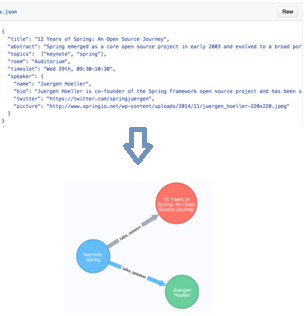 s.json
Raw
{
"title": "12 Years of Spring: An Open Source Journey",
"abstract": "Spring emerged as a core open source project in early 2003 and evolved to a broad por
"topics": ["keynote", "spring"],
"room": "Auditorium",
"timeslot": "Wed 29th, 09:30-10:30",
"speaker": {
"name": "Juergen Hoeller",
"bio": "Juergen Hoeller is co-founder of the Spring Framework open source project and has been s
"twitter": "https://twitter.com/springjuergen",
"picture": "http://www.springio.net/wp-content/uploads/2014/11/juergen_hoeller-220x220.jpeg"
}
}
12 Years of
Spring: An Open
Source Journey
talks_session
keynote,
spring
talks_speaker
Juergen
Hoeller